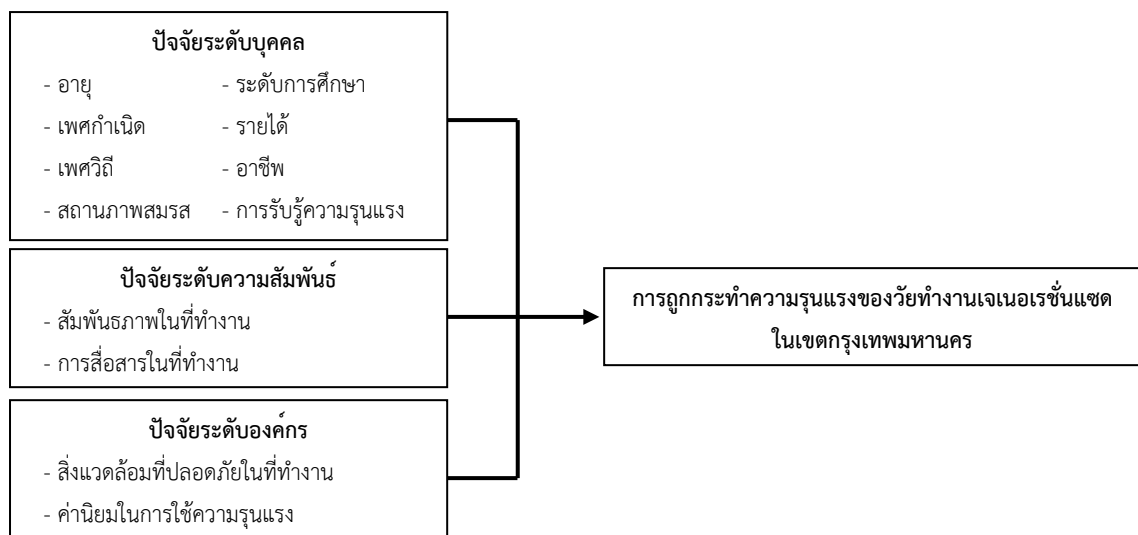 ปัจจัยระดับบุคคล
- อายุ - ระดับการศึกษา
- เพศกำเนิด - รายได้
- เพศวิถี - อาชีพ
- สถานภาพสมรส - การรับรู้ความรุนแรง
ปัจจัยระดับความสัมพันธ์
- สัมพันธภาพในที่ทำงาน
- การสื่อสารในที่ทำงาน
ปัจจัยระดับองค์กร
- สิ่งแวดล้อมที่ปลอดภัยในที่ทำงาน
- ค่านิยมในการใช้ความรุนแรง
การถูกกระทำความรุนแรงของวัยทำงานเจเนอเรชั่นแซด
ในเขตกรุงเทพมหานคร